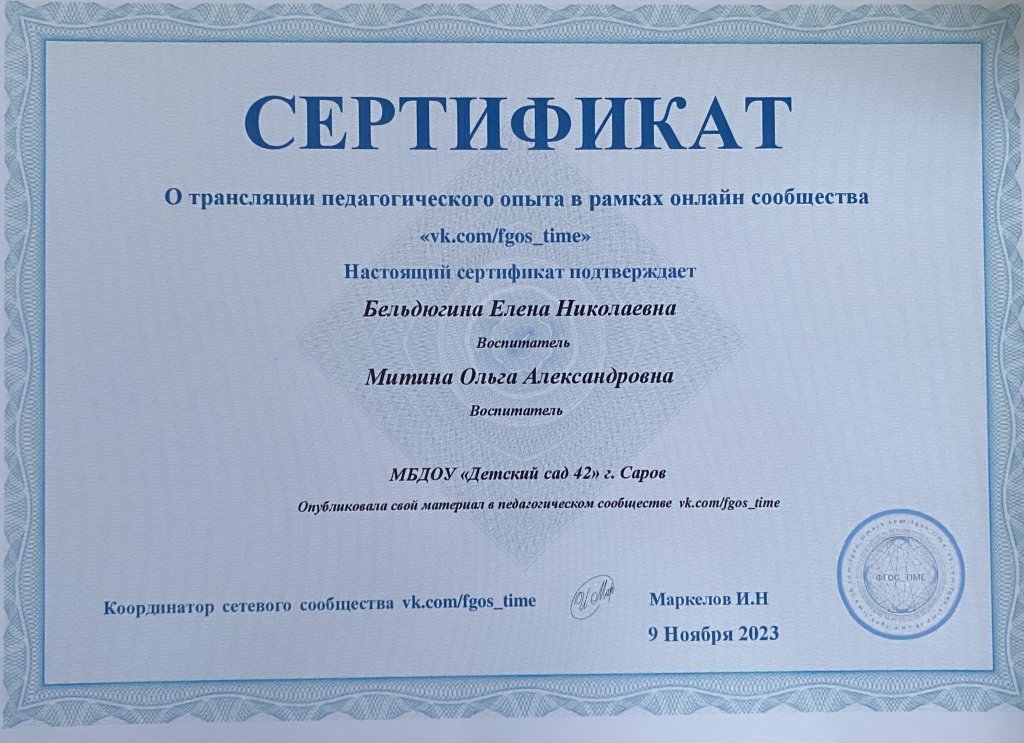 СЕРТИФИКАТ
О трансляции педагогического опыта в рамках онлайн сообщества
«vk.com/fgos_time»
Настоящий сертификат подтверждает
Бельдюгина Елена Николаевна
Воспитатель
Митина Ольга Александровна
Воспитатель
МБДОУ «Детский сад 42» г. Саров
Опубликовала свой материал в педагогическом сообществе vk.com/fgos_time
Координатор сетевого сообщества vk.com/fgos_time
Маркелов И.Н
9 Ноября 2023
ФГОС_TIME